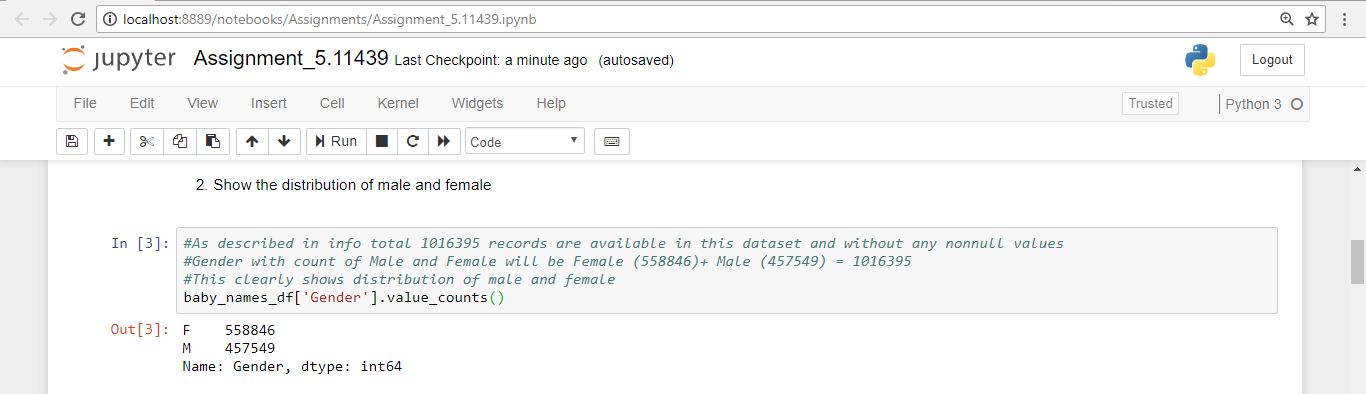 localhost:8889/notebooks/Assignments/Assignment_5.11439.ipynb
jupyter Assignment_5.11439 Last Checkpoint: a minute ago (autosaved) Logout
File Edit View Insert Cell Kernel Widgets Help Trusted Python 3
Run Code
2. Show the distribution of male and female
In [3]: #As described in info total 1016395 records are available in this dataset and without any nonnull values
#Gender with count of Male and Female will be Female (558846)+ Male (457549) = 1016395
#This clearly shows distribution of male and female
baby_names_df['Gender'].value_counts()
Out[3]: F 558846
M 457549
Name: Gender, dtype: int64